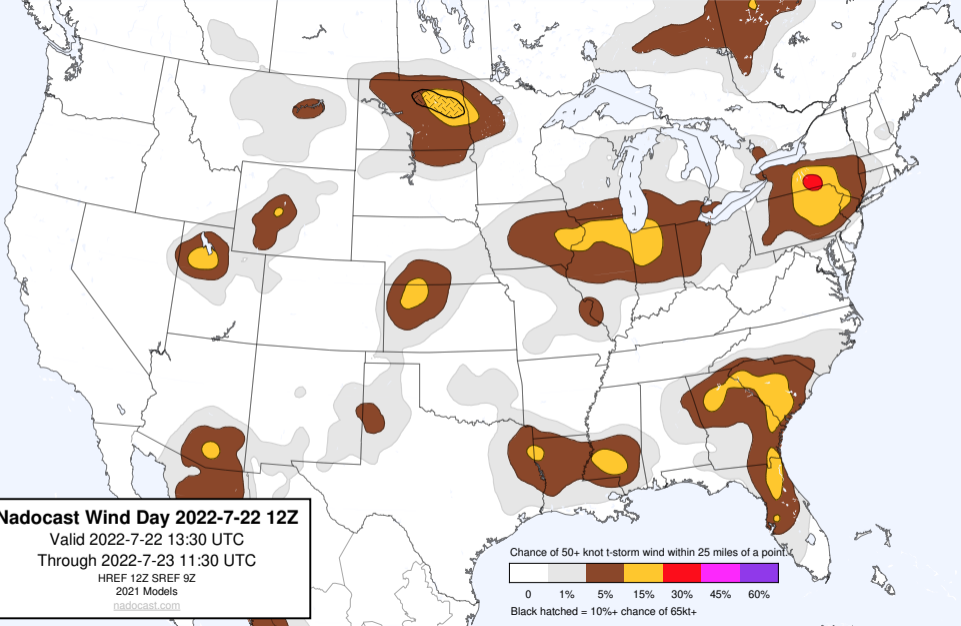 Nadocast Wind Day 2022-7-22 12Z
Valid 2022-7-22 13:30 UTC
Through 2022-7-23 11:30 UTC
HREF 12Z SREF 9Z
2021 Models
nadocast.com
Chance of 50+ knot t-storm wind within 25 miles of a point.
0 1% 5% 15% 30% 45% 60%
Black hatched = 10%+ chance of 65kt+